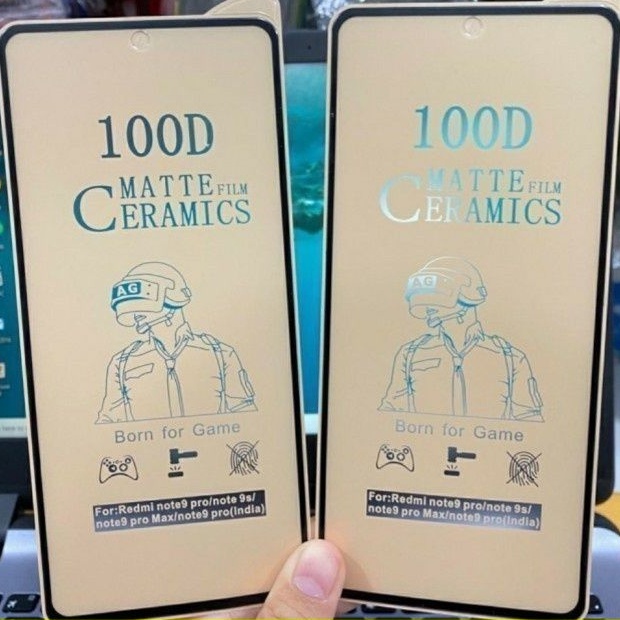 100D
MATTE FILM
CERAMICS
AG
Born for Game
For:Redmi note9 pro/note 9s/
note9 pro Max/note9 pro(India)
100D
MATTE FILM
CERAMICS
AG
Born for Game
For:Redmi note9 pro/note 9s/
note9 pro Max/note9 pro(India)